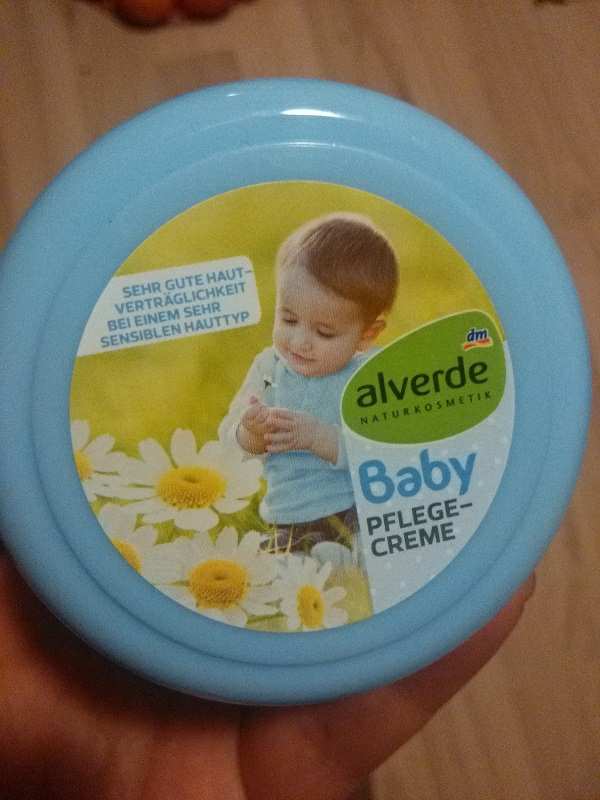 SEHR GUTE HAUT-
VERTRÄGLICHKEIT
BEI EINEM SEHR
SENSIBLEN HAUTTYP
dm
alverde
NATURKOSMETIK
Baby
PFLEGE-
CREME